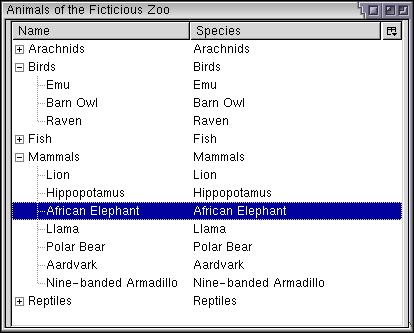 Animals of the Ficticious Zoo
Name Species
Arachnids Arachnids
Birds Birds
Emu Emu
Barn Owl Barn Owl
Raven Raven
Fish Fish
Mammals Mammals
Lion Lion
Hippopotamus Hippopotamus
African Elephant African Elephant
Llama Llama
Polar Bear Polar Bear
Aardvark Aardvark
Nine-banded Armadillo Nine-banded Armadillo
Reptiles Reptiles